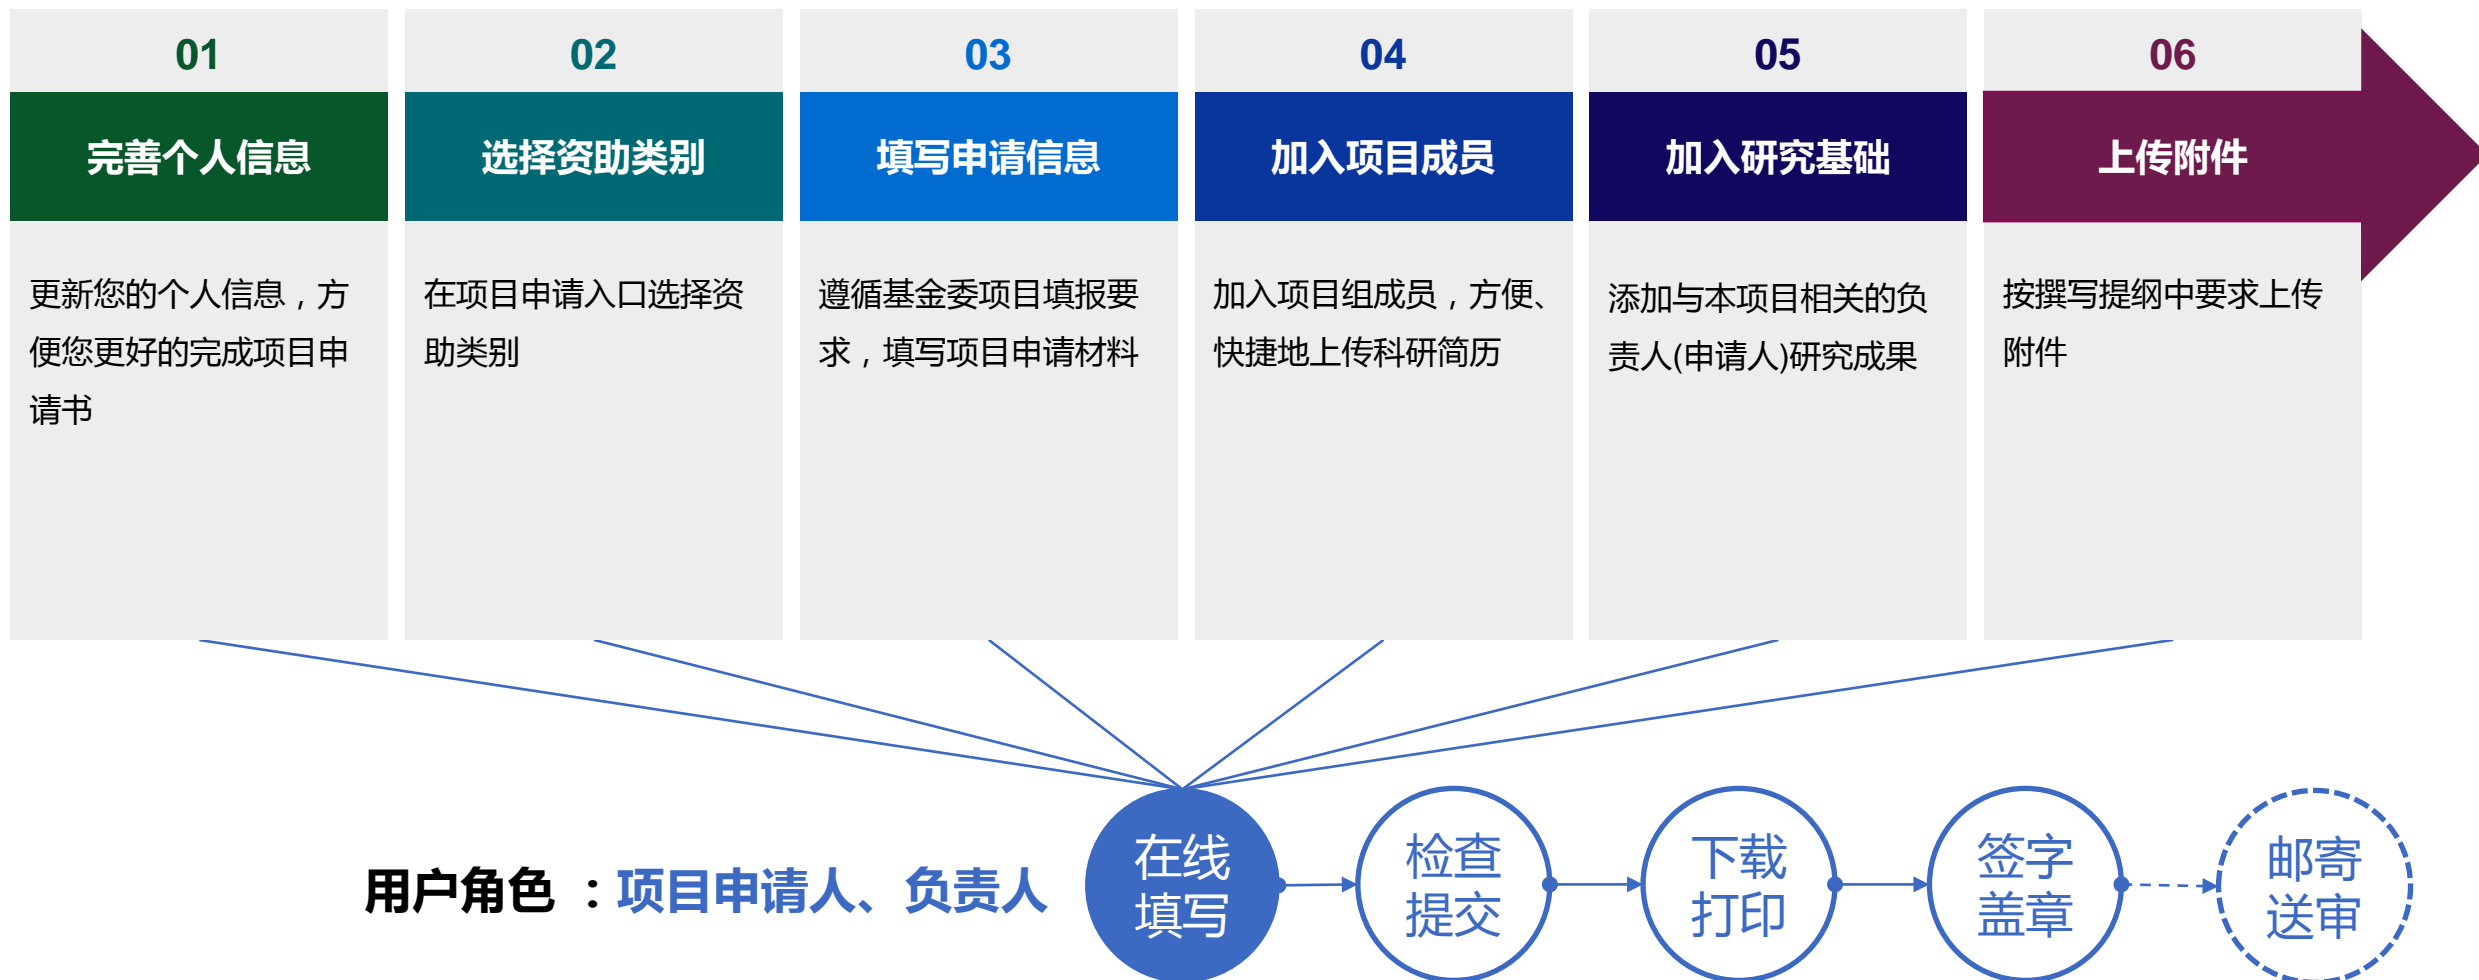 01
完善个人信息
更新您的个人信息，方
便您更好的完成项目申
请书
02
选择资助类别
在项目申请入口选择资
助类别
03
填写申请信息
遵循基金委项目填报要
求，填写项目申请材料
04
加入项目成员
加入项目组成员，方便、
快捷地上传科研简历
05
加入研究基础
添加与本项目相关的负
责人(申请人)研究成果
06
上传附件
按撰写提纲中要求上传
附件
用户角色 ：项目申请人、负责人
在线
填写
检查
提交
下载
打印
签字
盖章
邮寄
送审